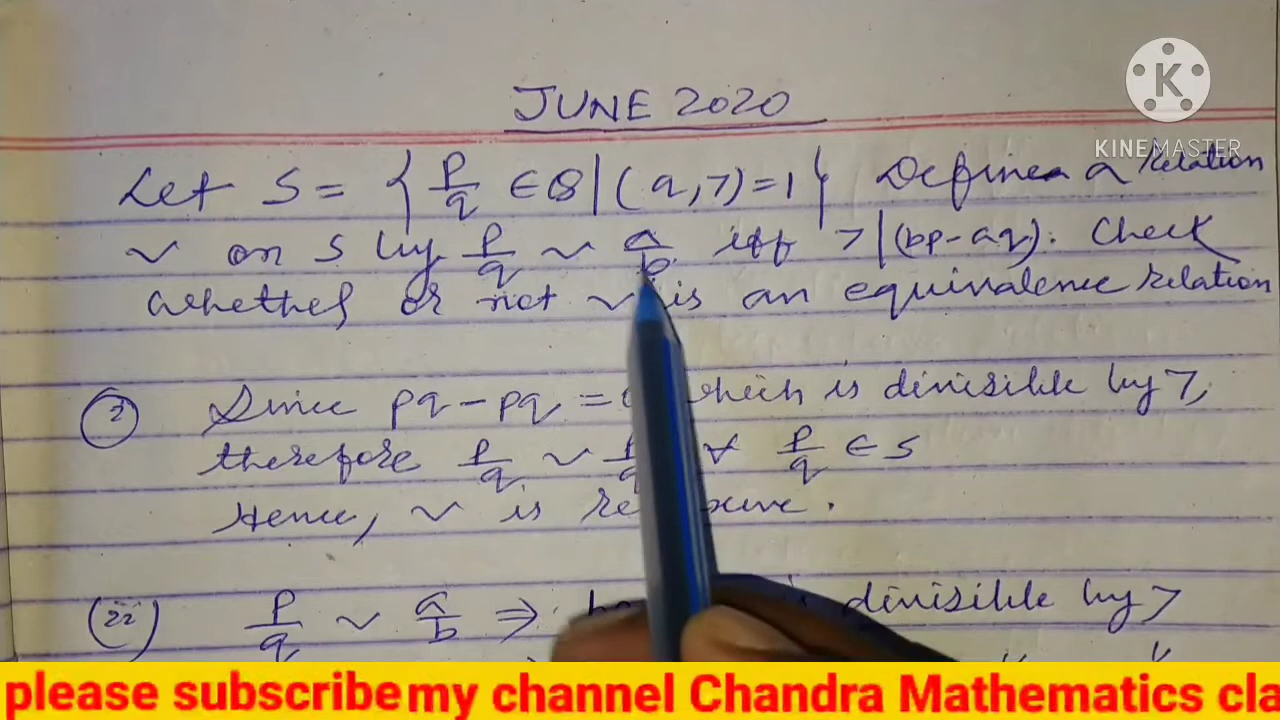 JUNE 2020
KINEMASTER
Let S = { p/q ∈ Q | (q,7)=1} Define a relation
~ on S by p/q ~ a/b iff 7|(bp-aq). Check
whether or not ~ is an equivalence relation
(i) Since pq-pq = which is divisible by 7,
therefore p/q ~ p/q ∀ p/q ∈ S
Hence, ~ is .
(ii) p/q ~ a/b ⇒ divisible by 7
please subscribe my channel Chandra Mathematics cla